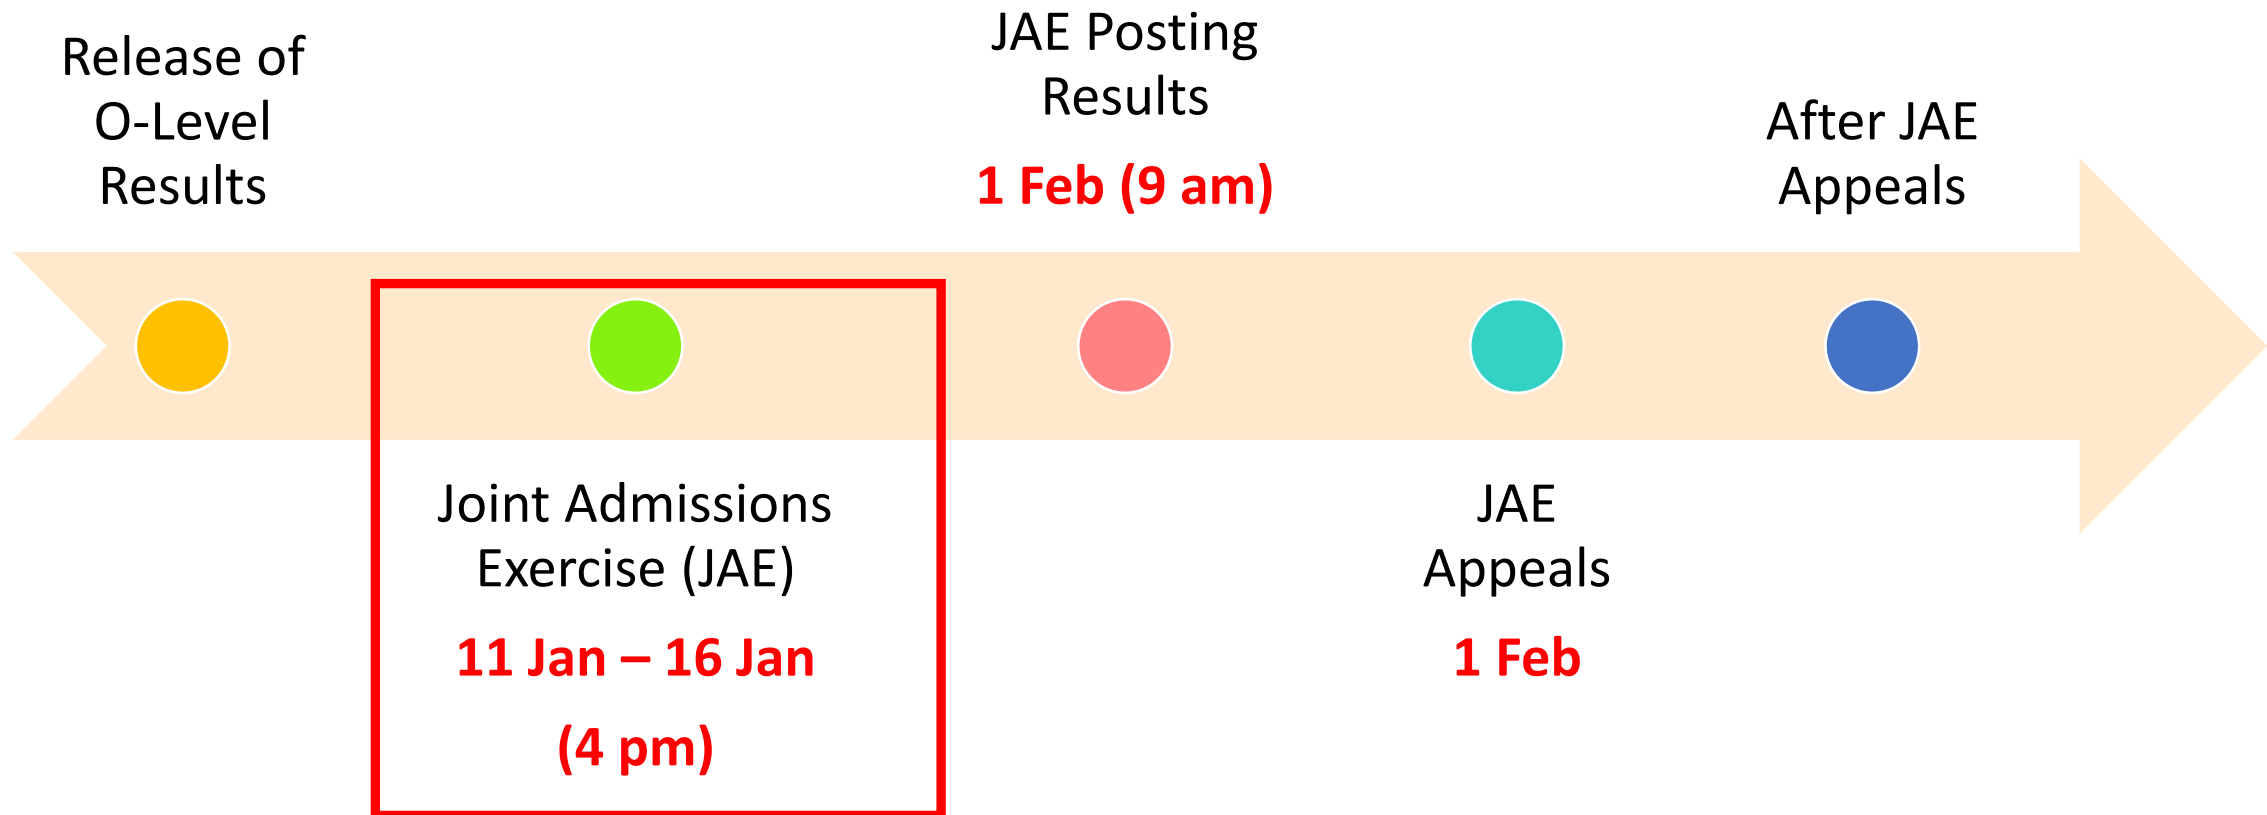 Release of
O-Level
Results
Joint Admissions
Exercise (JAE)
11 Jan – 16 Jan
(4 pm)
JAE Posting
Results
1 Feb (9 am)
JAE
Appeals
1 Feb
After JAE
Appeals